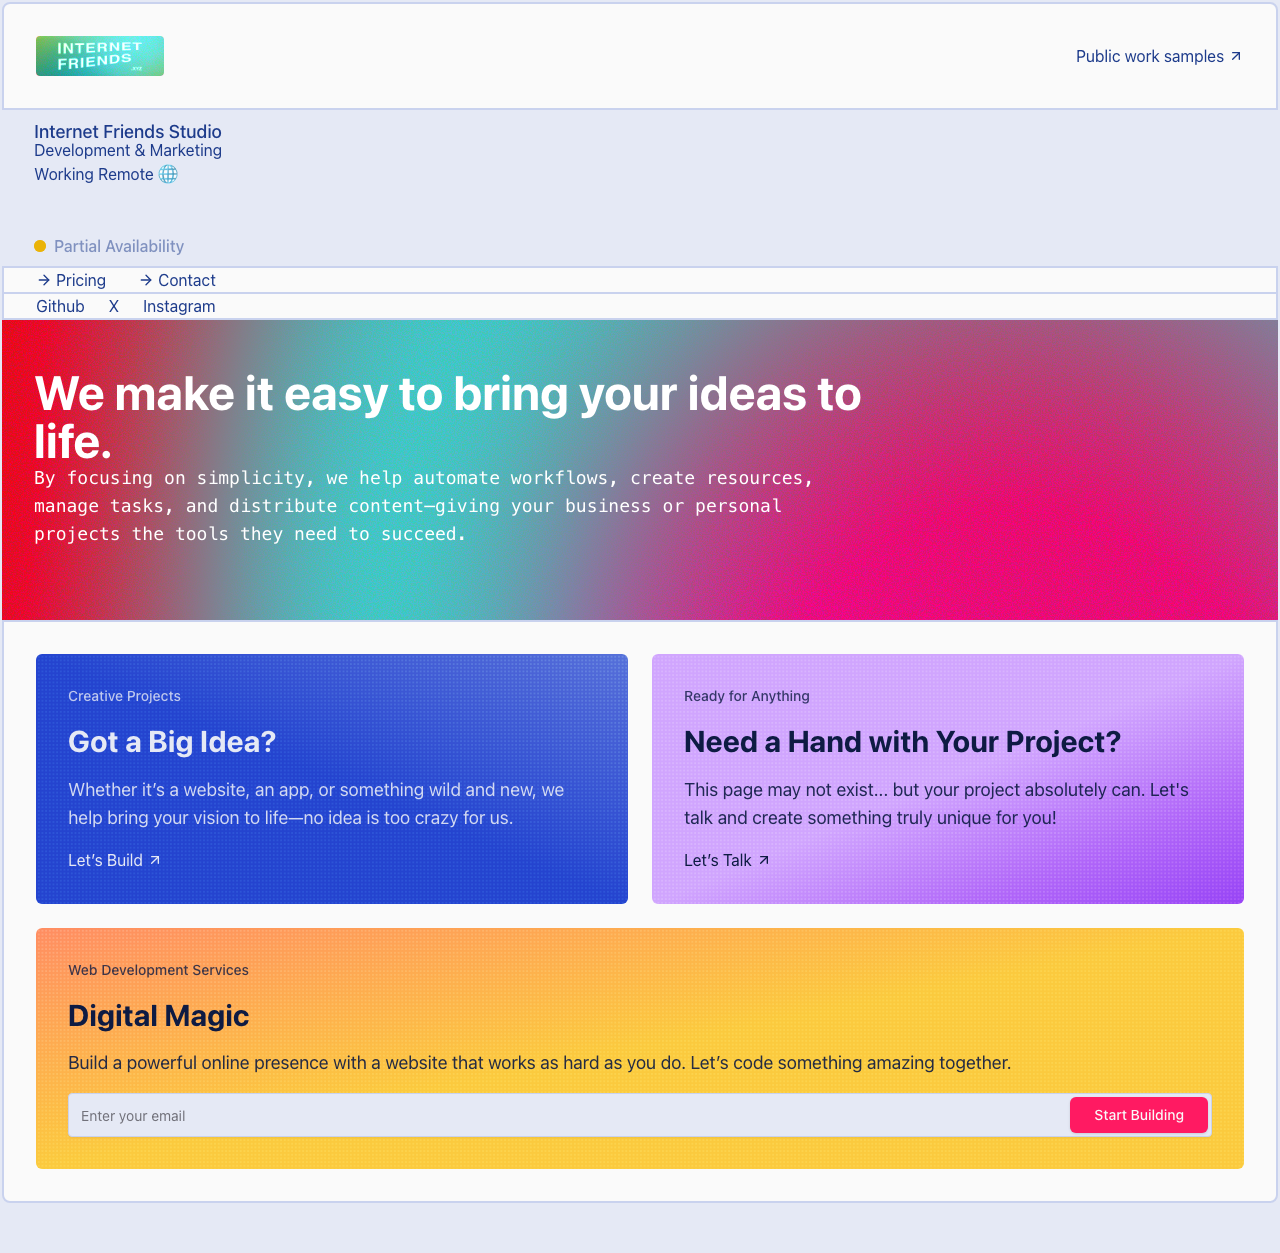 INTERNET
FRIENDS
Public work samples
Internet Friends Studio
Development & Marketing
Working Remote
Partial Availability
→ Pricing → Contact
Github X Instagram
We make it easy to bring your ideas to
life.
By focusing on simplicity, we help automate workflows, create resources,
manage tasks, and distribute content—giving your business or personal
projects the tools they need to succeed.
Creative Projects
Got a Big Idea?
Whether it’s a website, an app, or something wild and new, we
help bring your vision to life—no idea is too crazy for us.
Let’s Build
Ready for Anything
Need a Hand with Your Project?
This page may not exist... but your project absolutely can. Let's
talk and create something truly unique for you!
Let’s Talk
Web Development Services
Digital Magic
Build a powerful online presence with a website that works as hard as you do. Let’s code something amazing together.
Enter your email
Start Building